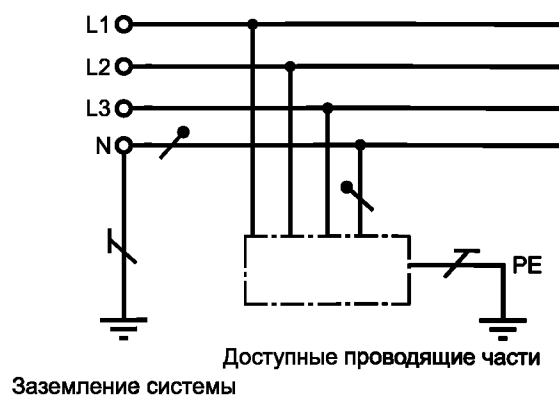 L1
L2
L3
N
PE
Доступные проводящие части
Заземление системы